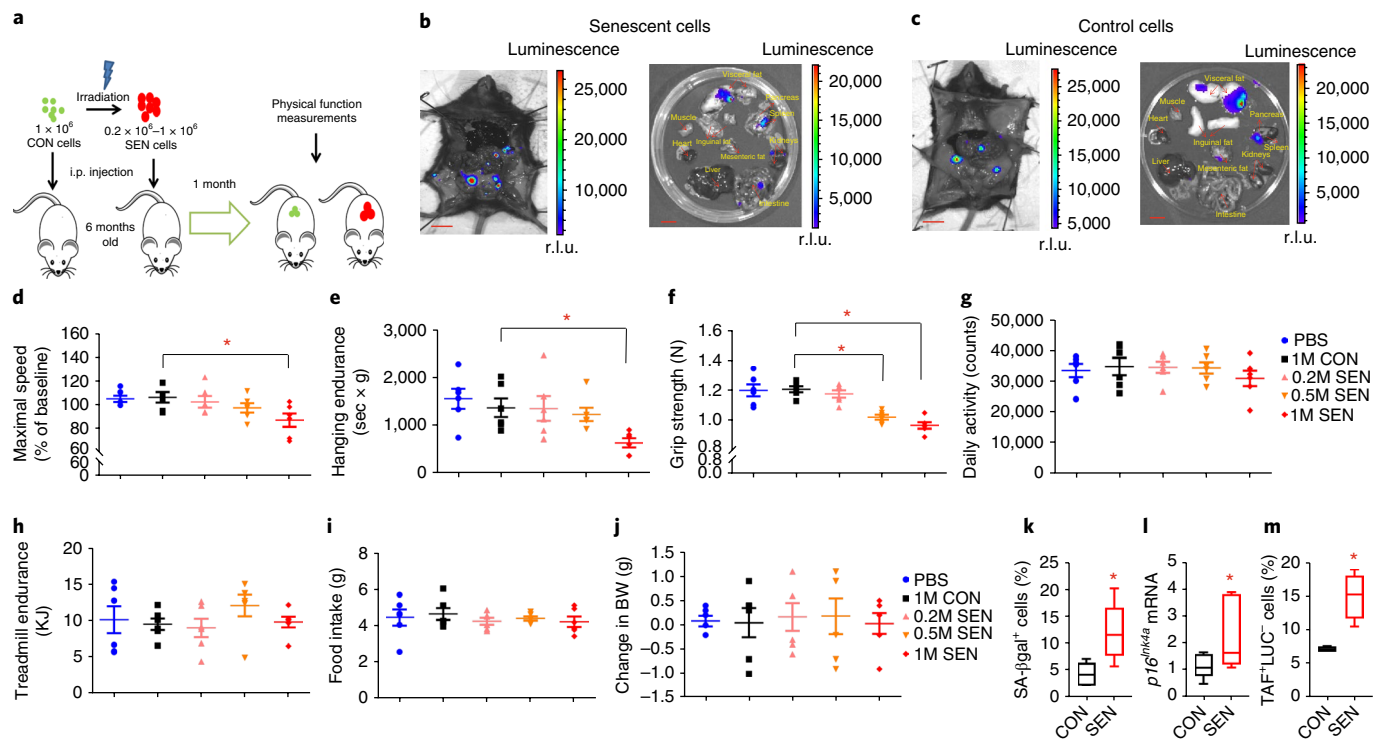 a
Irradiation
1 × 10⁶
CON cells
0.2 × 10⁶–1 × 10⁶
SEN cells
i.p. injection
6 months
old
1 month
Physical function
measurements
b
Senescent cells
Luminescence
25,000
20,000
10,000
5,000
r.l.u.
Visceral fat
Pancreas
Spleen
Muscle
Heart
Inguinal fat
Kidneys
Mesenteric fat
Liver
Intestine
Luminescence
20,000
15,000
10,000
5,000
r.l.u.
c
Control cells
Luminescence
25,000
20,000
15,000
10,000
5,000
r.l.u.
Visceral fat
Muscle
Heart
Pancreas
Inguinal fat
Spleen
Kidneys
Liver
Mesenteric fat
Intestine
Luminescence
20,000
15,000
10,000
5,000
r.l.u.
d
Maximal speed
(% of baseline)
160
140
120
100
80
60
60
0
*
e
Hanging endurance
(sec × g)
3,000
2,000
1,000
0
*
f
Grip strength (N)
1.6
1.4
1.2
1.0
0.8
0.8
0.0
*
*
g
Daily activity (counts)
50,000
40,000
30,000
20,000
10,000
0
PBS
1M CON
0.2M SEN
0.5M SEN
1M SEN
h
Treadmill endurance
(KJ)
20
15
10
5
0
i
Food intake (g)
8
6
4
2
0
j
Change in BW (g)
1.5
1.0
0.5
0.0
−0.5
−1.0
−1.5
PBS
1M CON
0.2M SEN
0.5M SEN
1M SEN
k
SA-βgal⁺ cells (%)
25
20
15
10
5
0
*
CON
SEN
l
p16ᴵⁿᵏ⁴ᵃ mRNA
5
4
3
2
1
0
*
CON
SEN
m
TAF⁺LUC⁻ cells (%)
20
15
10
5
0
*
CON
SEN